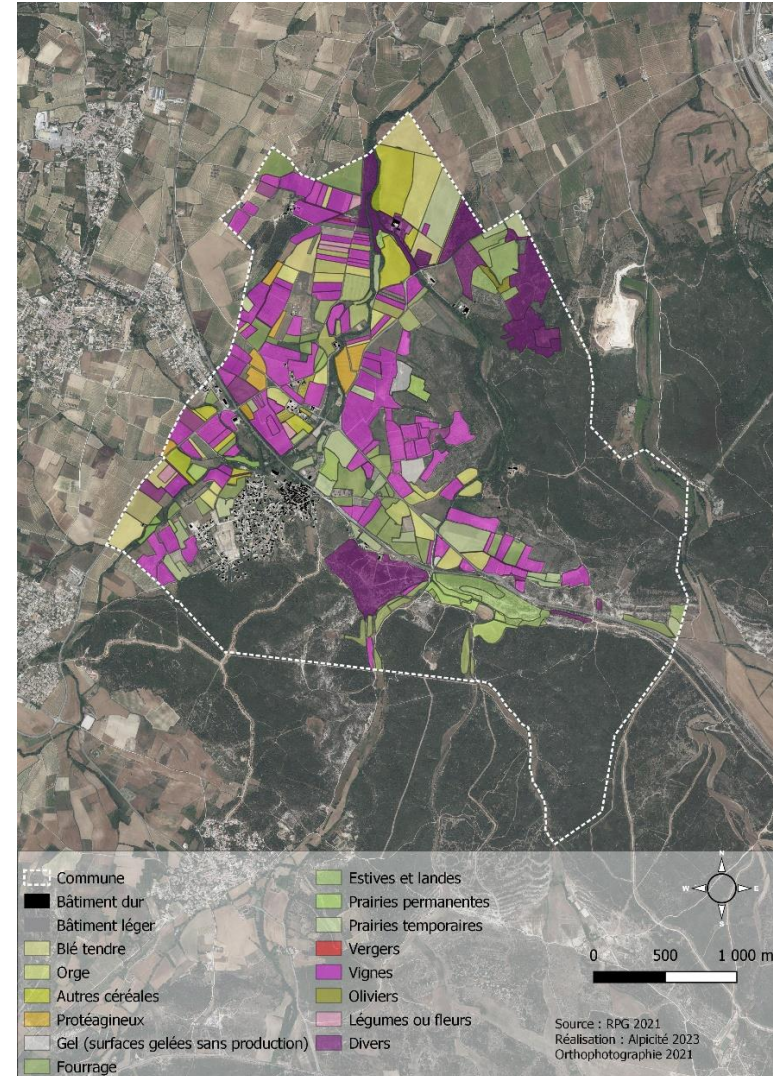 Commune
Bâtiment dur
Bâtiment léger
Blé tendre
Orge
Autres céréales
Protéagineux
Gel (surfaces gelées sans production)
Fourrage
Estives et landes
Prairies permanentes
Prairies temporaires
Vergers
Vignes
Oliviers
Légumes ou fleurs
Divers
N
W E
S
0 500 1 000 m
Source : RPG 2021
Réalisation : Alpicité 2023
Orthophotographie 2021